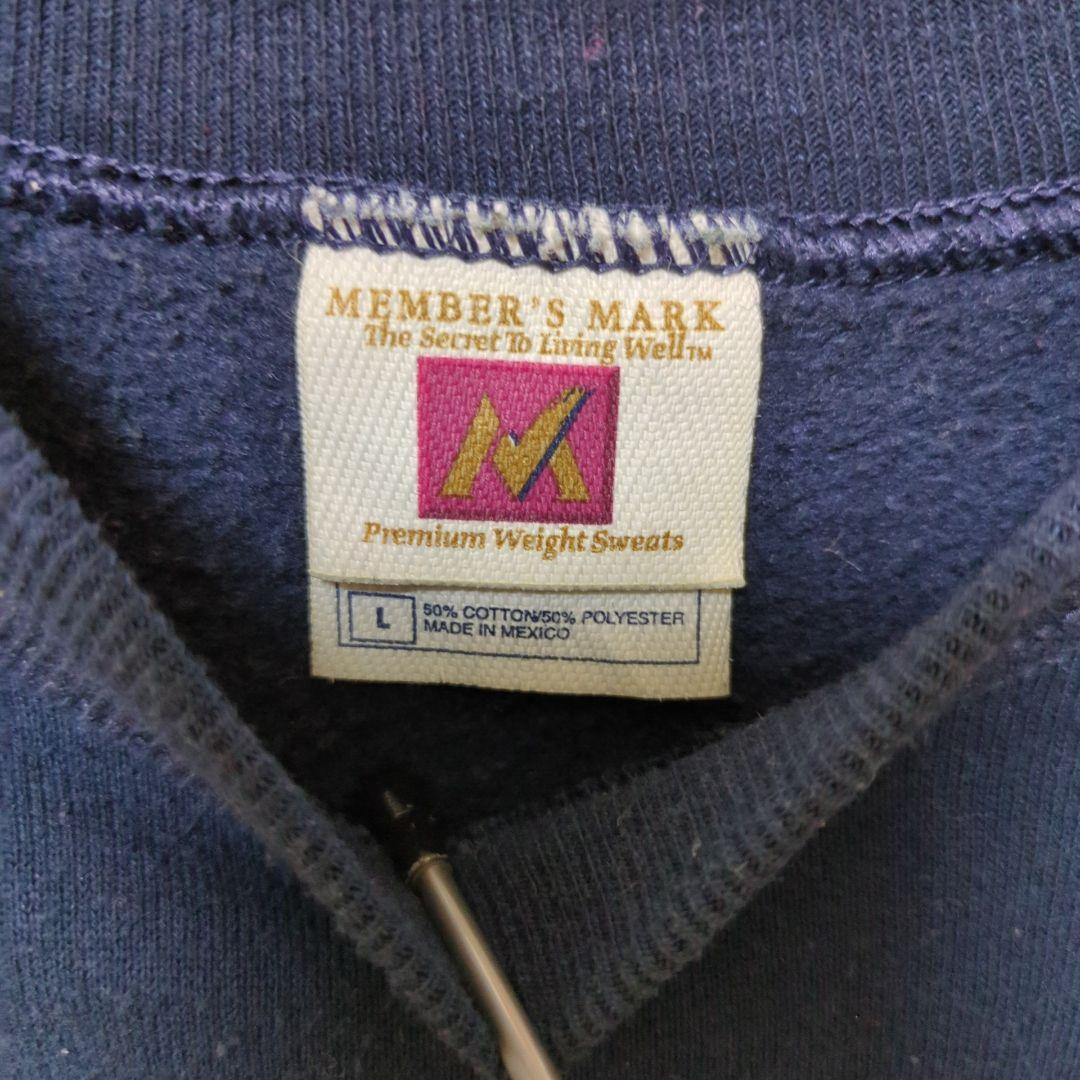 MEMBER'S MARK
The Secret To Living Well™
Premium Weight Sweats
L
50% COTTON/50% POLYESTER
MADE IN MEXICO